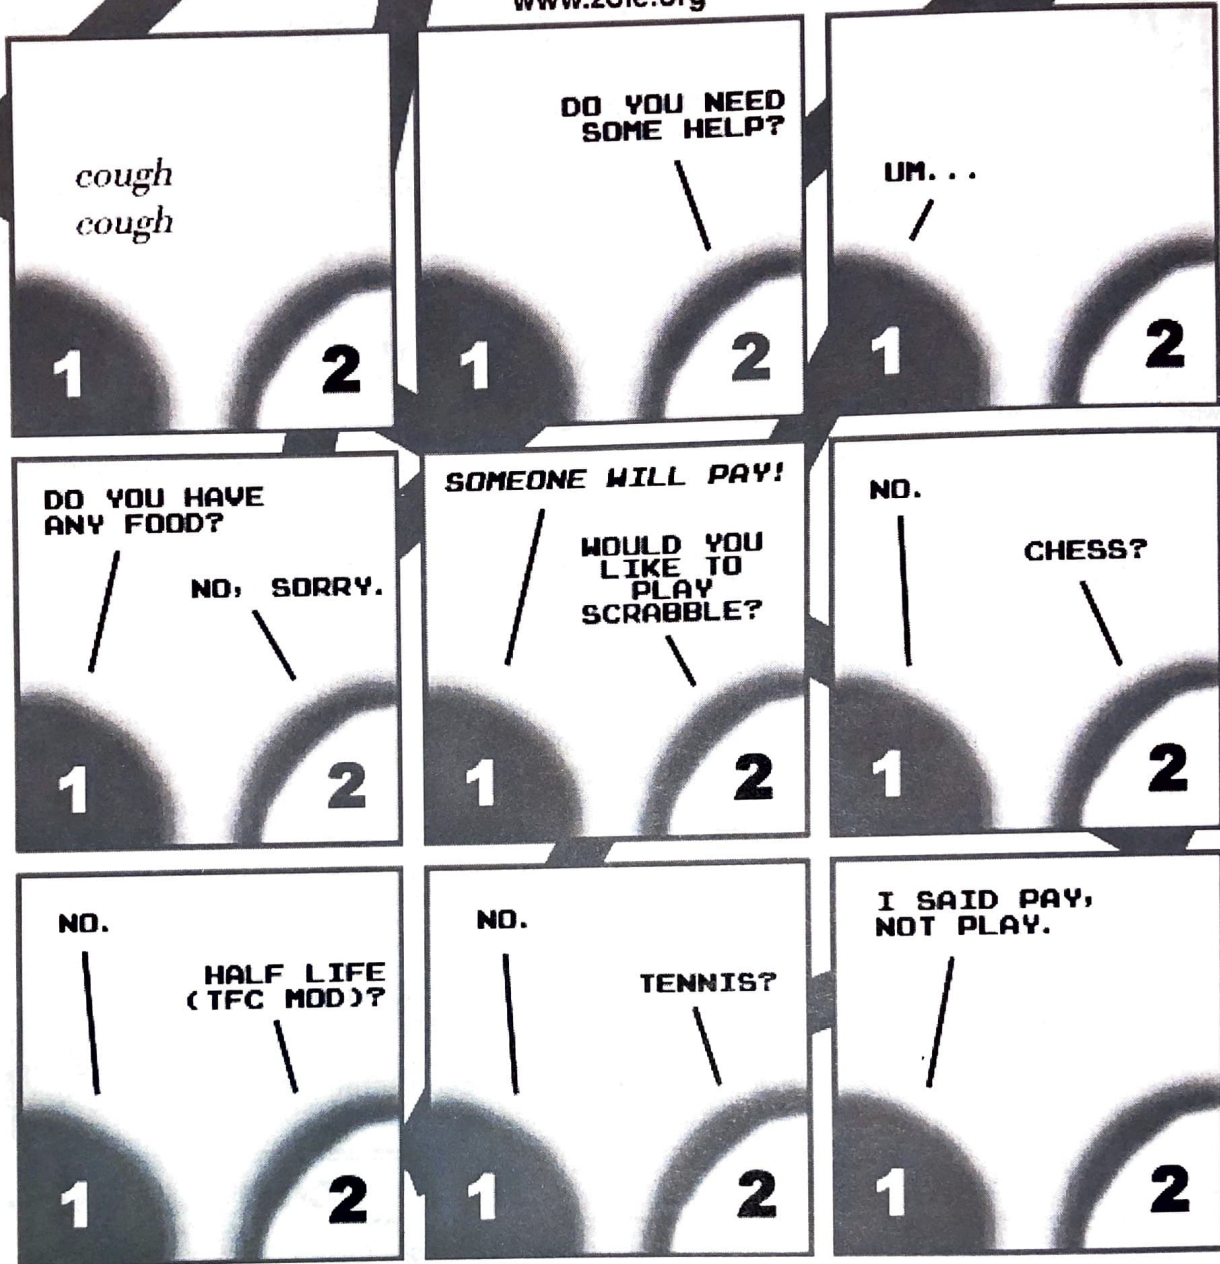 cough
cough
1
2
DO YOU NEED
SOME HELP?
1
2
UM...
1
2
DO YOU HAVE
ANY FOOD?
NO, SORRY.
1
2
SOMEONE WILL PAY!
WOULD YOU
LIKE TO
PLAY
SCRABBLE?
1
2
NO.
CHESS?
1
2
NO.
HALF LIFE
(TFC MOD)?
1
2
NO.
TENNIS?
1
2
I SAID PAY,
NOT PLAY.
1
2